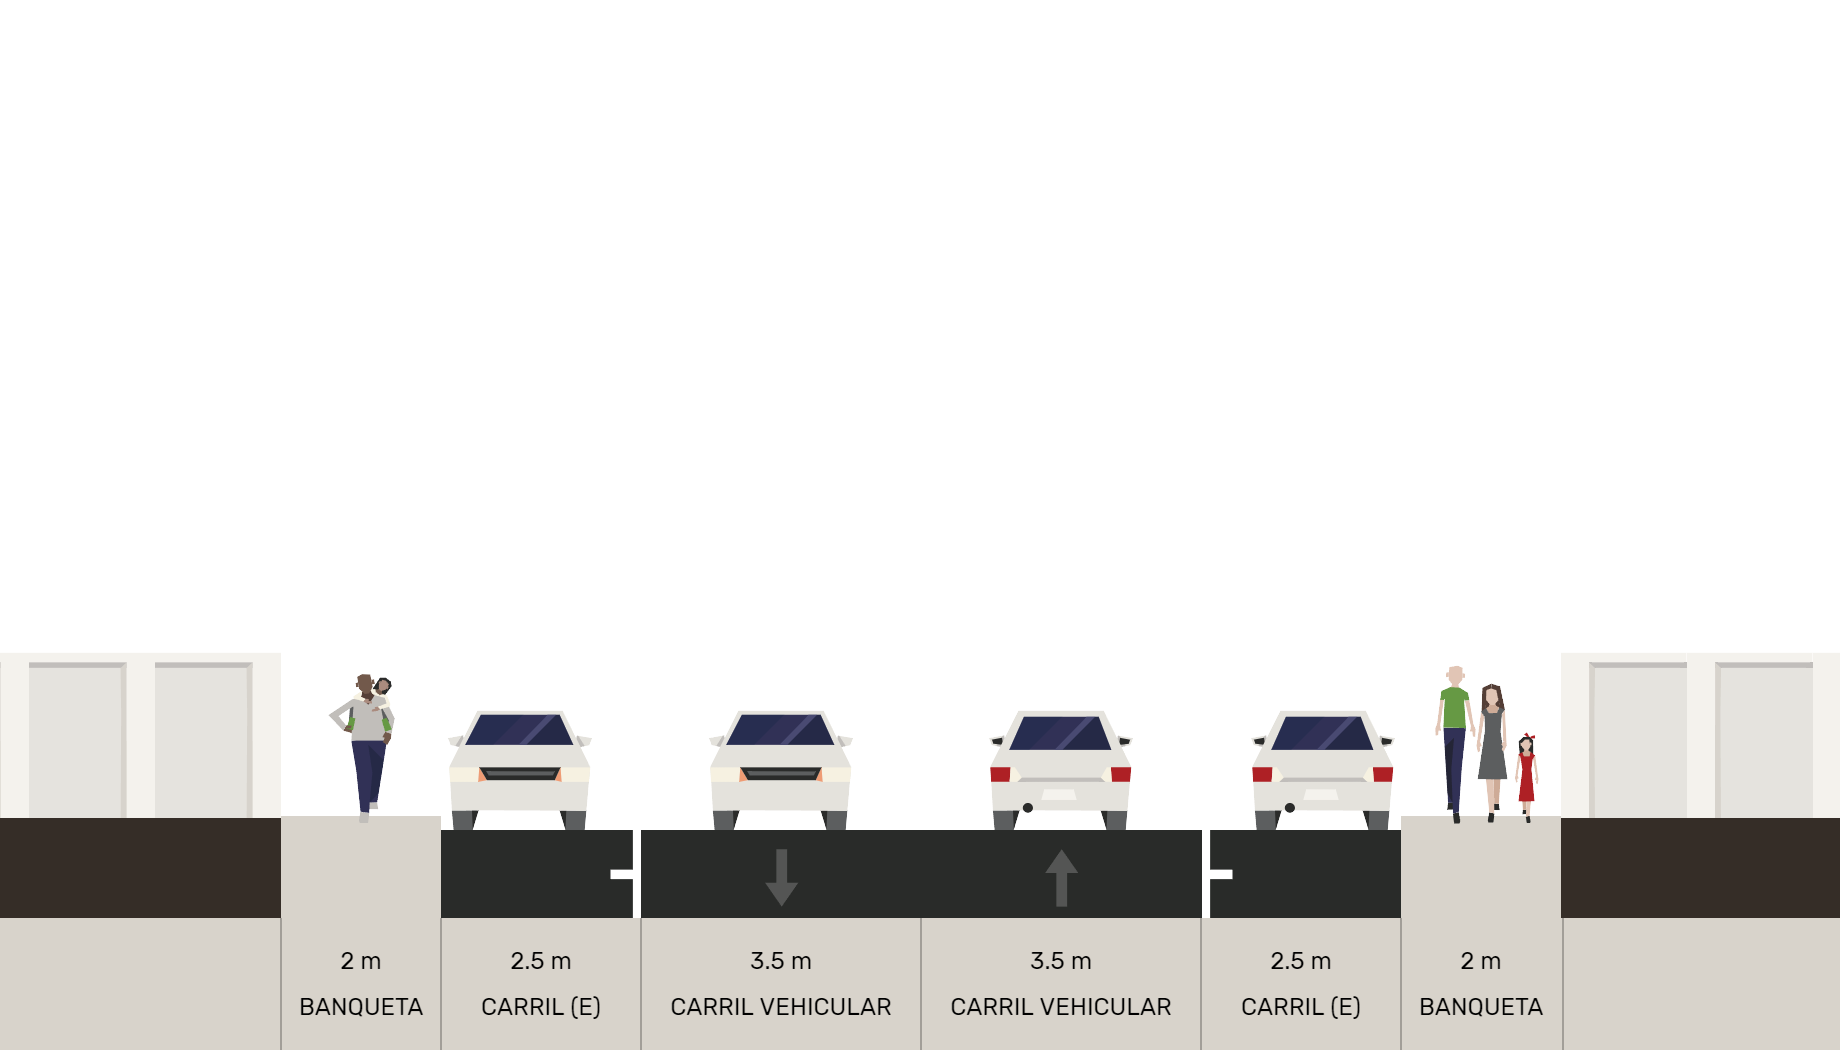 2 m
BANQUETA
2.5 m
CARRIL (E)
3.5 m
CARRIL VEHICULAR
3.5 m
CARRIL VEHICULAR
2.5 m
CARRIL (E)
2 m
BANQUETA